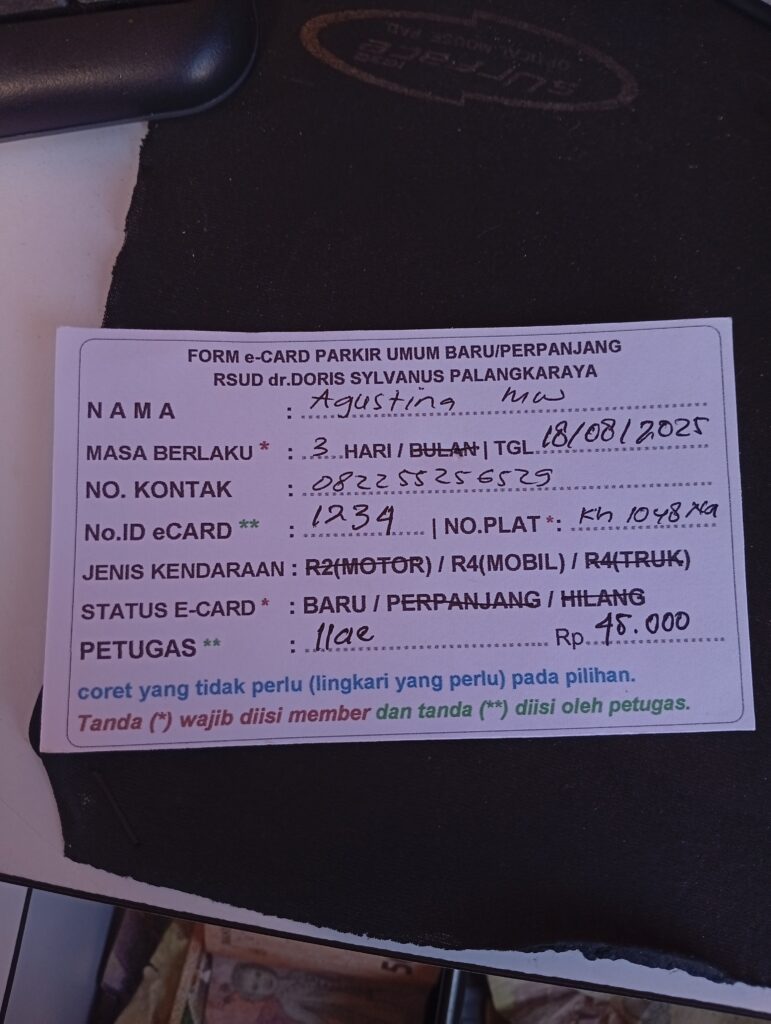 FORM e-CARD PARKIR UMUM BARU/PERPANJANG
RSUD dr.DORIS SYLVANUS PALANGKARAYA
NAMA : Agustina mw
MASA BERLAKU * : 3 HARI / BULAN | TGL 18/08/2025
NO. KONTAK : 082255256529
No.ID eCARD ** : 1234 | NO.PLAT *: Kh 1048
JENIS KENDARAAN : R2(MOTOR) / R4(MOBIL) / R4(TRUK)
STATUS E-CARD * : BARU / PERPANJANG / HILANG
PETUGAS ** : Rp. 45.000
coret yang tidak perlu (lingkari yang perlu) pada pilihan.
Tanda (*) wajib diisi member dan tanda (**) diisi oleh petugas.